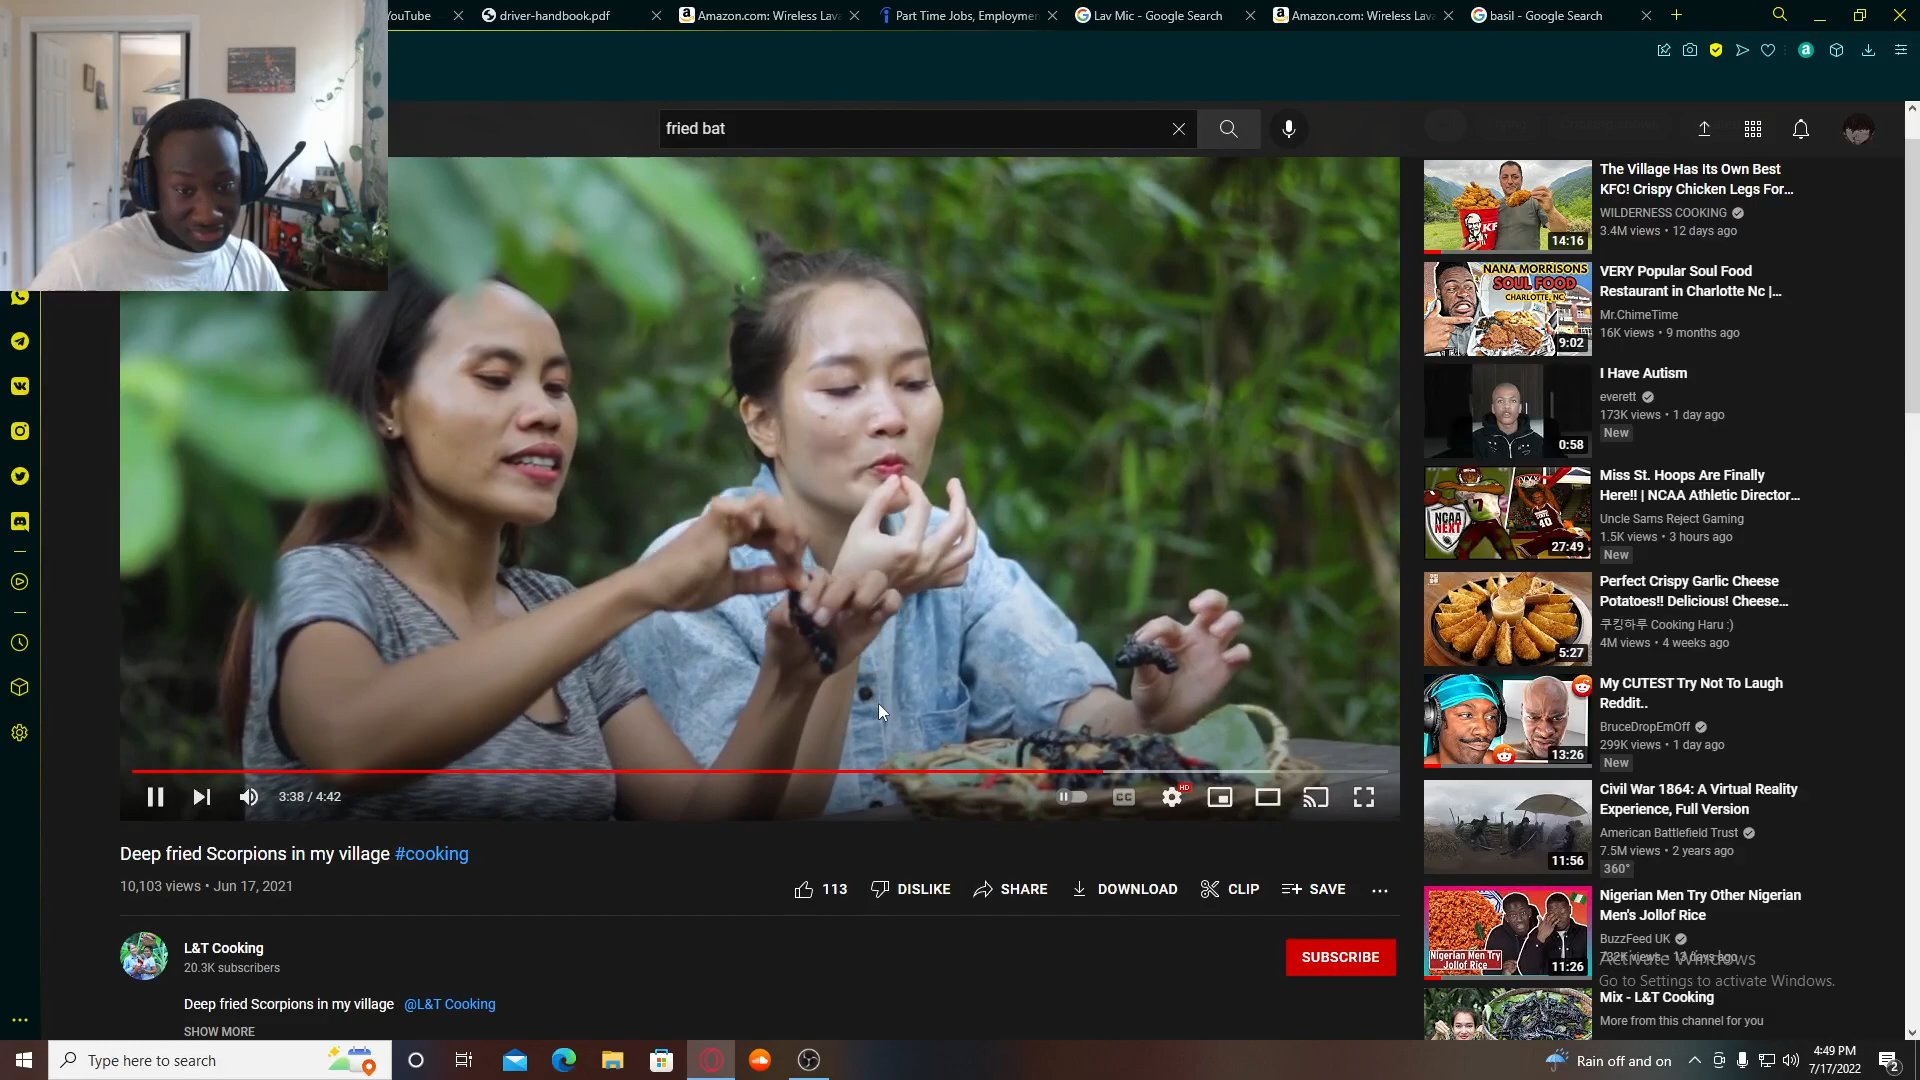 YouTube
driver-handbook.pdf
Amazon.com: Wireless Lava
Part Time Jobs, Employmen
Lav Mic - Google Search
Amazon.com: Wireless Lava
basil - Google Search
fried bat
The Village Has Its Own Best
KFC! Crispy Chicken Legs For...
WILDERNESS COOKING
3.4M views • 12 days ago
14:16
VERY Popular Soul Food
Restaurant in Charlotte Nc |...
Mr.ChimeTime
16K views • 9 months ago
NANA MORRISONS
SOUL FOOD
CHARLOTTE, NC
9:02
I Have Autism
everett
173K views • 1 day ago
New
0:58
Miss St. Hoops Are Finally
Here!! | NCAA Athletic Director...
Uncle Sams Reject Gaming
1.5K views • 3 hours ago
New
NCAA
NEXT
27:49
Perfect Crispy Garlic Cheese
Potatoes!! Delicious! Cheese...
쿠킹하루 Cooking Haru :)
4M views • 4 weeks ago
5:27
My CUTEST Try Not To Laugh
Reddit..
BruceDropEmOff
299K views • 1 day ago
New
13:26
Civil War 1864: A Virtual Reality
Experience, Full Version
American Battlefield Trust
7.5M views • 2 years ago
360°
11:56
Nigerian Men Try Other Nigerian
Men's Jollof Rice
BuzzFeed UK
732K views • 13 days ago
Nigerian Men Try
Jollof Rice
11:26
Activate Windows
Go to Settings to activate Windows.
Mix - L&T Cooking
More from this channel for you
3:38 / 4:42
CC
HD
Deep fried Scorpions in my village #cooking
10,103 views • Jun 17, 2021
113
DISLIKE
SHARE
DOWNLOAD
CLIP
SAVE
L&T Cooking
20.3K subscribers
SUBSCRIBE
Deep fried Scorpions in my village @L&T Cooking
SHOW MORE
Type here to search
Rain off and on
4:49 PM
7/17/2022
2